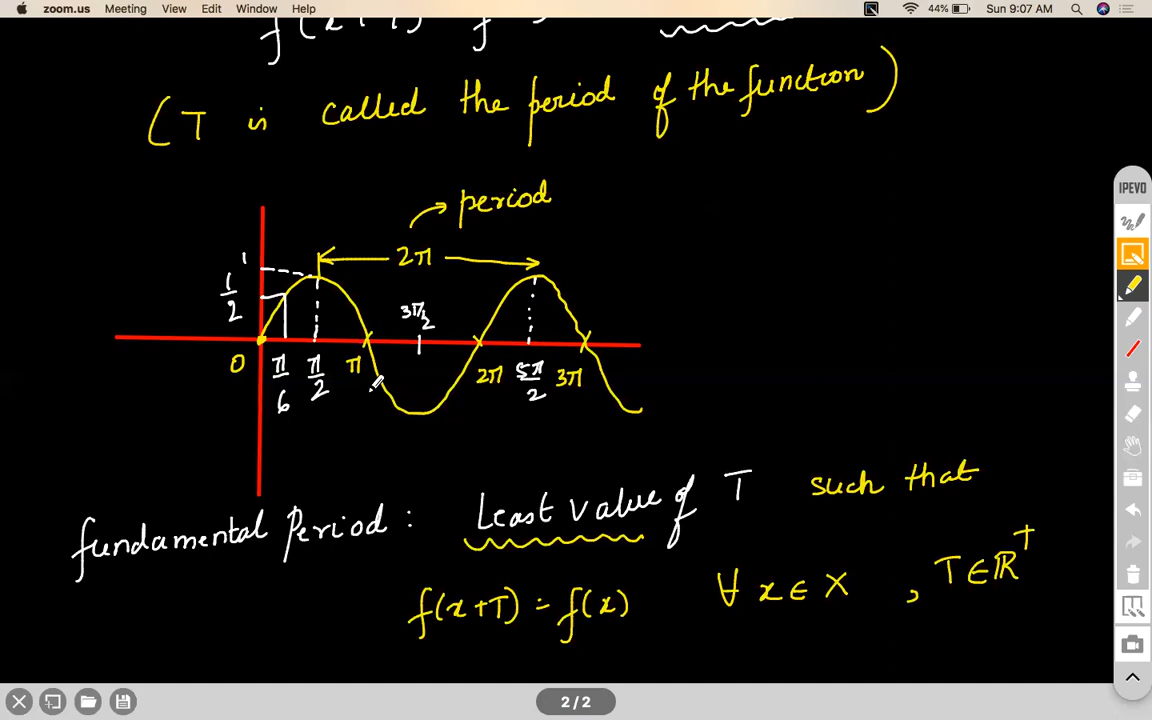 zoom.us Meeting View Edit Window Help 44% Sun 9:07 AM
(T is called the period of the function)
IPEVO
period
2π
1
1/2
3π/2
0 π/6 π/2 π 2π 5π/2 3π
fundamental Period : Least value of T such that
f(x+T) = f(x) ∀ x ∈ X , T∈ℝ⁺
2/2